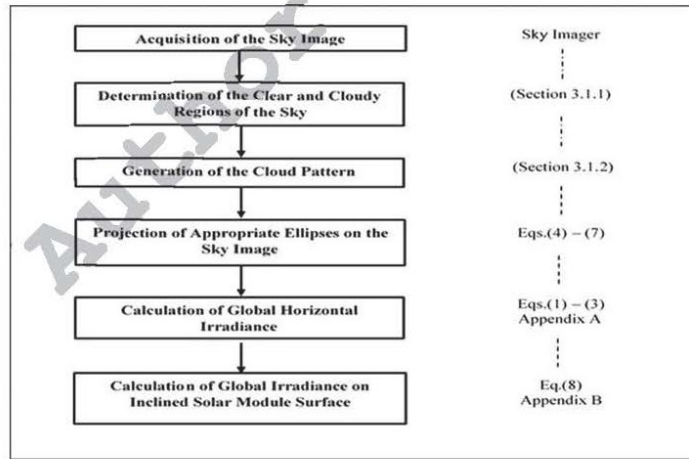 Acquisition of the Sky Image
Sky Imager
Determination of the Clear and Cloudy
Regions of the Sky
(Section 3.1.1)
Generation of the Cloud Pattern
(Section 3.1.2)
Projection of Appropriate Ellipses on the
Sky Image
Eqs.(4) – (7)
Calculation of Global Horizontal
Irradiance
Eqs.(1) – (3)
Appendix A
Calculation of Global Irradiance on
Inclined Solar Module Surface
Eq.(8)
Appendix B
Author